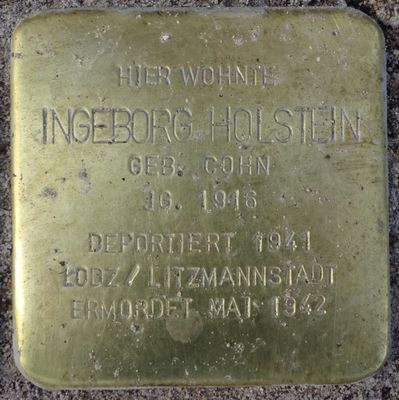 HIER WOHNTE
INGEBORG HOLSTEIN
GEB. COHN
JG. 1916
DEPORTIERT 1941
LODZ / LITZMANNSTADT
ERMORDET MAI 1942